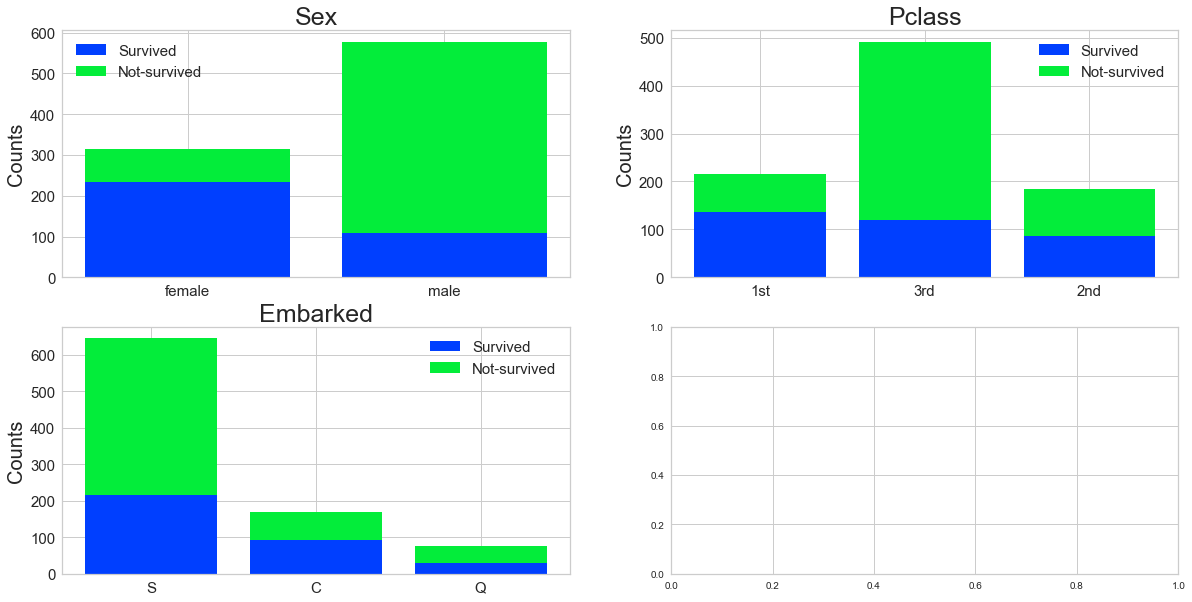 Sex
600
500
400
300
200
100
0
Counts
Survived
Not-survived
female male
Pclass
500
400
300
200
100
0
Counts
Survived
Not-survived
1st 3rd 2nd
Embarked
600
500
400
300
200
100
0
Counts
Survived
Not-survived
S C Q
1.0
0.8
0.6
0.4
0.2
0.0
0.0 0.2 0.4 0.6 0.8 1.0